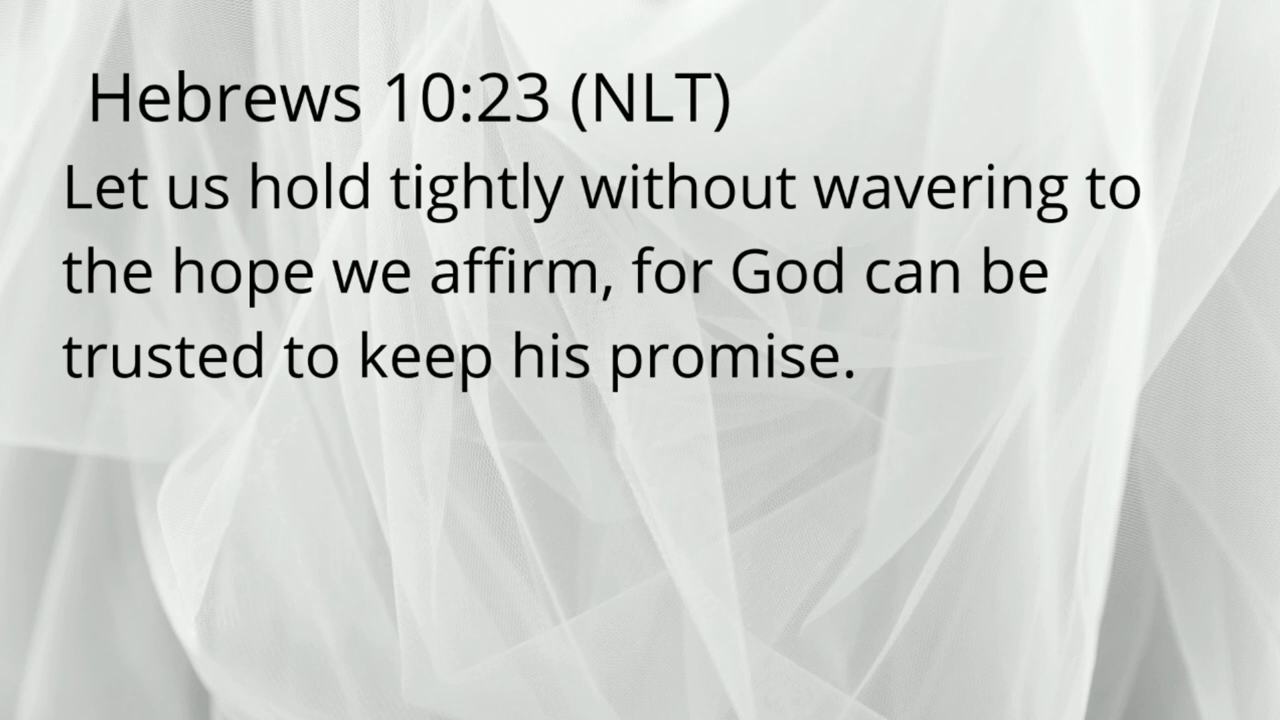 Hebrews 10:23 (NLT)
Let us hold tightly without wavering to
the hope we affirm, for God can be
trusted to keep his promise.